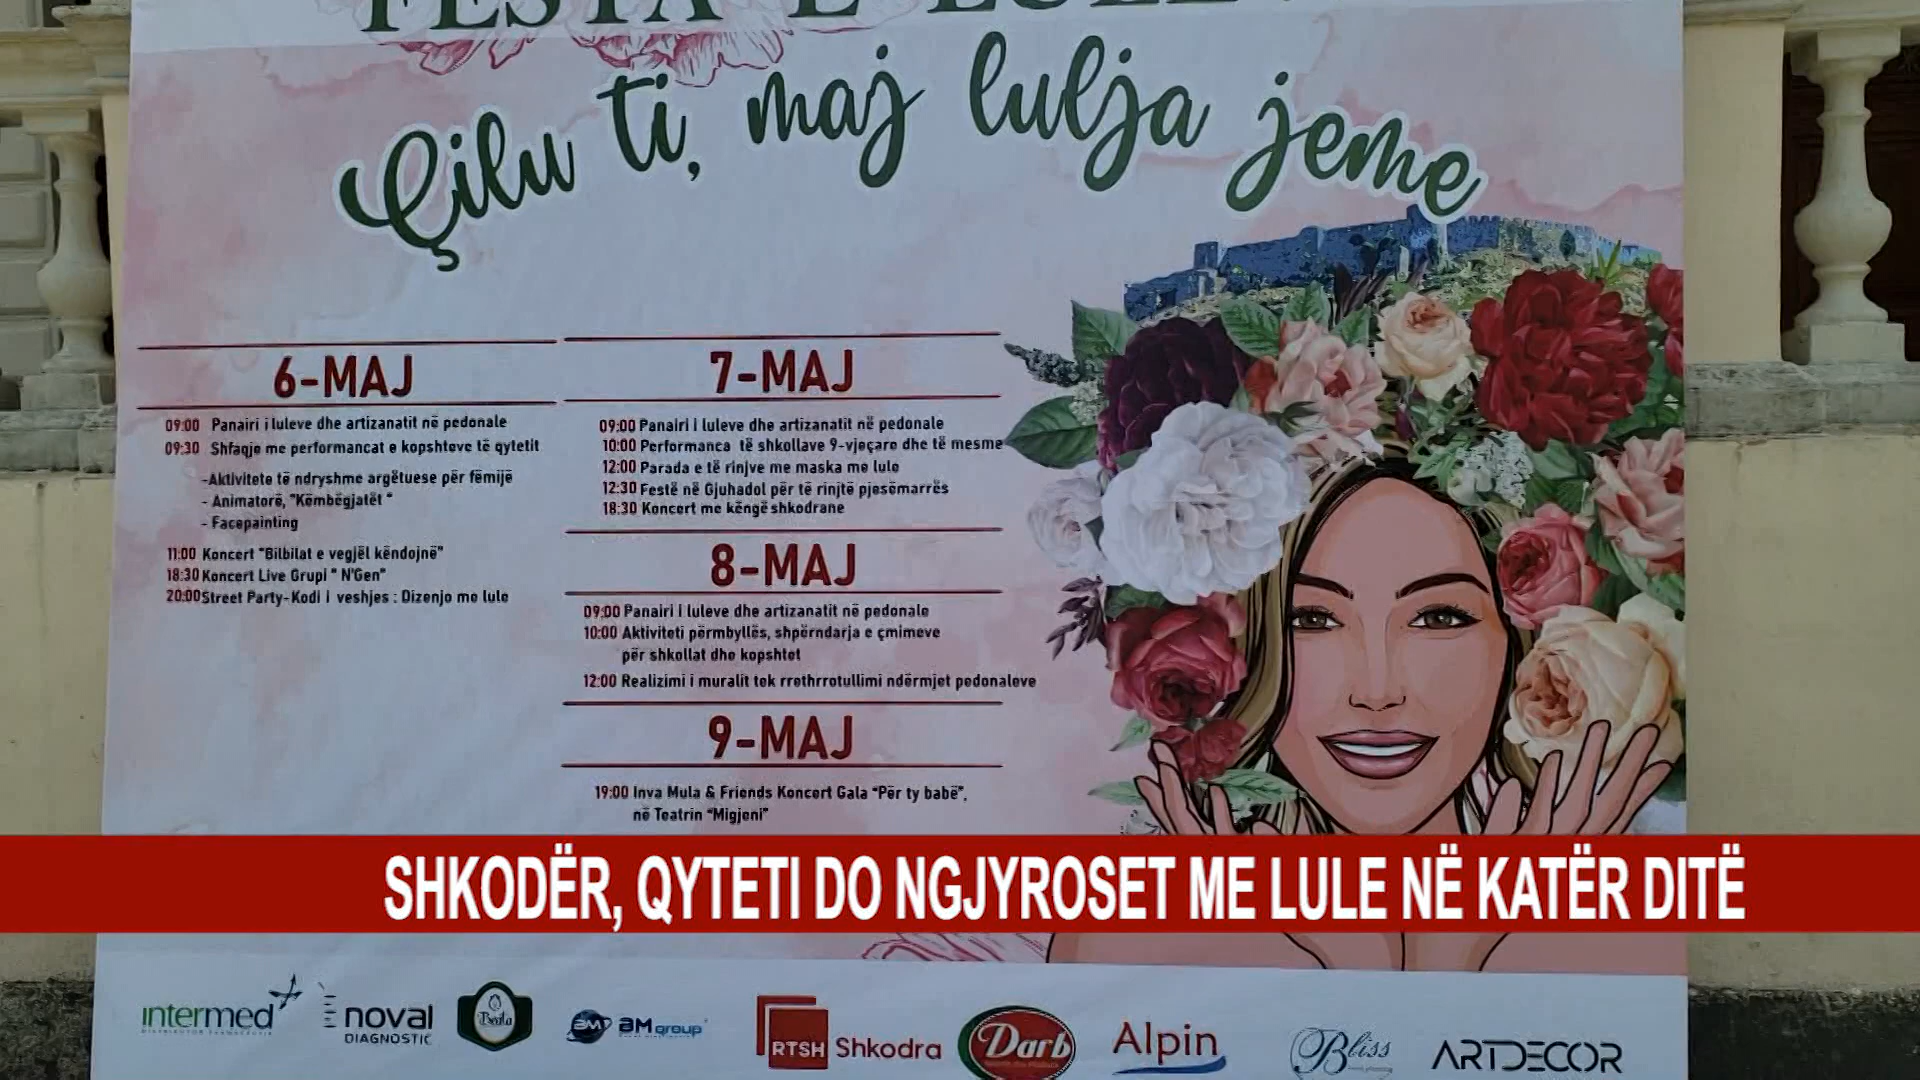 FESTA E LULEVE
Çilu ti, maj lulja jeme
6-MAJ
09:00 Panairi i luleve dhe artizanatit në pedonale
09:30 Shfaqje me performancat e kopshteve të qytetit
-Aktivitete të ndryshme argëtuese për fëmijë
- Animatorë, "Këmbëgjatët "
- Facepainting
11:00 Koncert "Bilbilat e vegjël këndojnë"
18:30 Koncert Live Grupi " N'Gen"
20:00 Street Party-Kodi i veshjes : Dizenjo me lule
7-MAJ
09:00 Panairi i luleve dhe artizanatit në pedonale
10:00 Performanca të shkollave 9-vjeçare dhe të mesme
12:00 Parada e të rinjve me maska me lule
12:30 Festë në Gjuhadol për të rinjtë pjesëmarrës
18:30 Koncert me këngë shkodrane
8-MAJ
09:00 Panairi i luleve dhe artizanatit në pedonale
10:00 Aktiviteti përmbyllës, shpërndarja e çmimeve
për shkollat dhe kopshtet
12:00 Realizimi i muralit tek rrethrrotullimi ndërmjet pedonaleve
9-MAJ
19:00 Inva Mula & Friends Koncert Gala "Për ty babë",
në Teatrin "Migjeni"
SHKODËR, QYTETI DO NGJYROSET ME LULE NË KATËR DITË
intermed
noval
DIAGNOSTIC
Beata
AM AM group
RTSH Shkodra
Darb
Alpin
Bliss
ARTDECOR